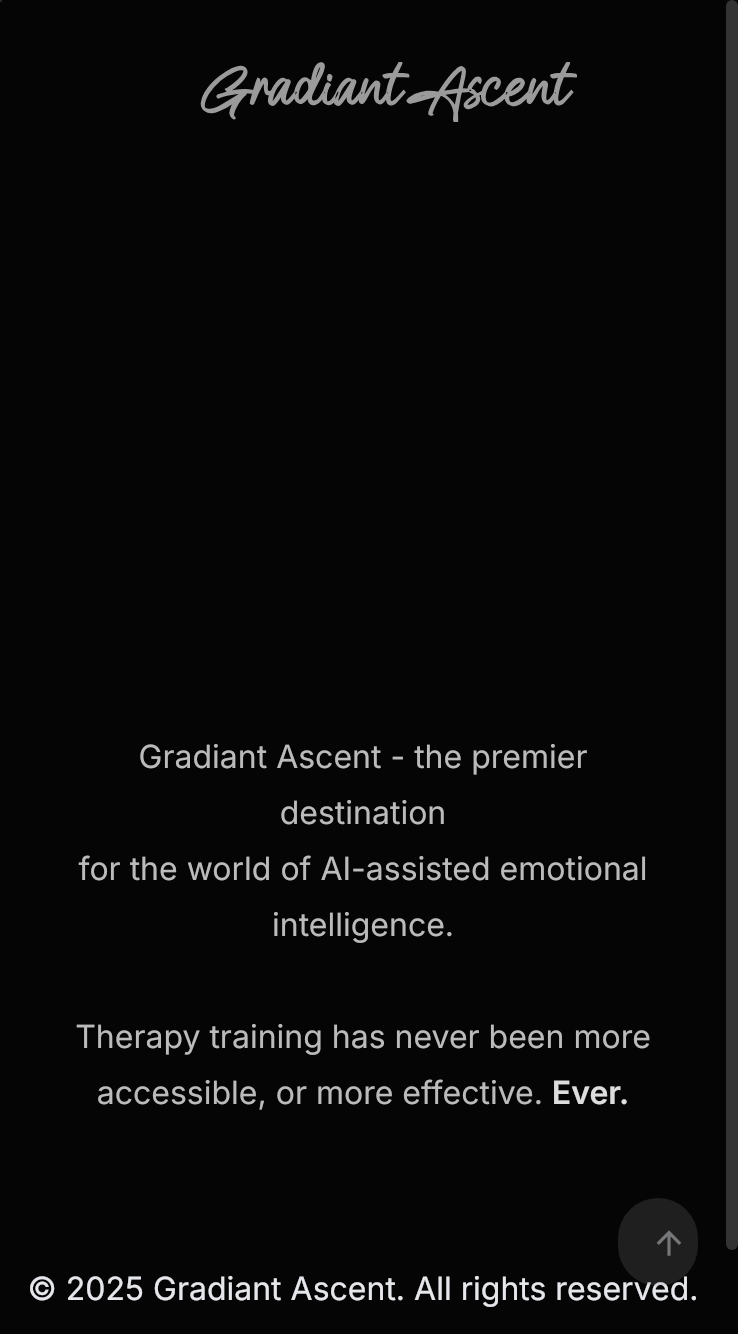 Gradiant Ascent
Gradiant Ascent - the premier
destination
for the world of AI-assisted emotional
intelligence.
Therapy training has never been more
accessible, or more effective. Ever.
© 2025 Gradiant Ascent. All rights reserved.